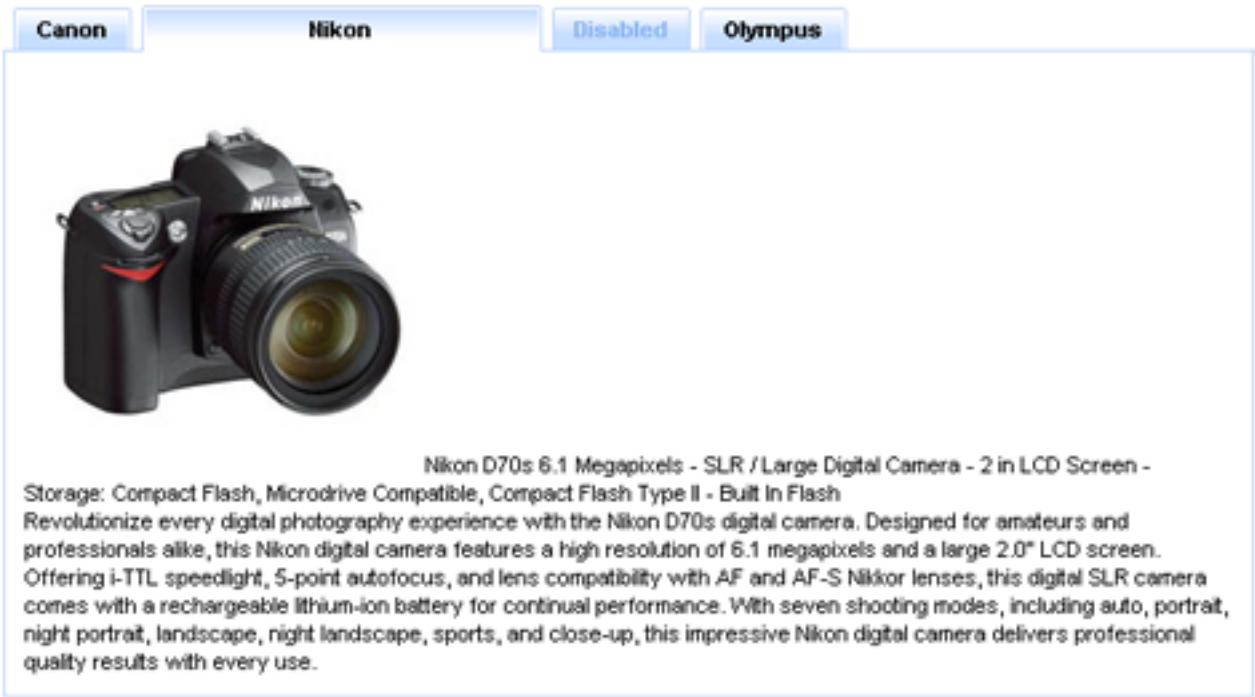 Canon
Nikon
Disabled
Olympus
Nikon
Nikon D70s 6.1 Megapixels - SLR / Large Digital Camera - 2 in LCD Screen -
Storage: Compact Flash, Microdrive Compatible, Compact Flash Type II - Built In Flash
Revolutionize every digital photography experience with the Nikon D70s digital camera. Designed for amateurs and
professionals alike, this Nikon digital camera features a high resolution of 6.1 megapixels and a large 2.0" LCD screen.
Offering i-TTL speedlight, 5-point autofocus, and lens compatibility with AF and AF-S Nikkor lenses, this digital SLR camera
comes with a rechargeable lithium-ion battery for continual performance. With seven shooting modes, including auto, portrait,
night portrait, landscape, night landscape, sports, and close-up, this impressive Nikon digital camera delivers professional
quality results with every use.